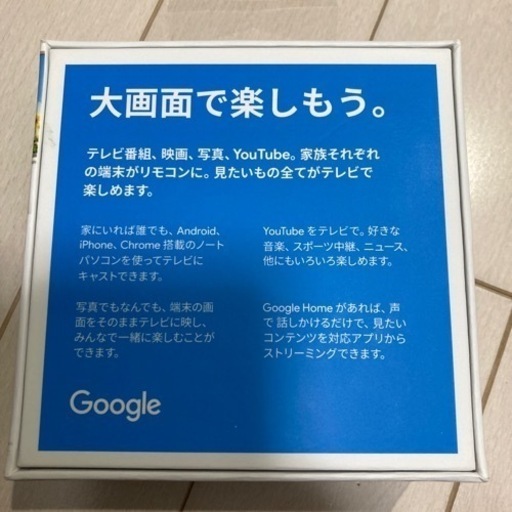 大画面で楽しもう。
テレビ番組、映画、写真、YouTube。家族それぞれ
の端末がリモコンに。見たいもの全てがテレビで
楽しめます。
家にいれば誰でも、Android、
iPhone、Chrome 搭載のノート
パソコンを使ってテレビに
キャストできます。
YouTube をテレビで。好きな
音楽、スポーツ中継、ニュース、
他にもいろいろ楽しめます。
写真でもなんでも、端末の画
面をそのままテレビに映し、
みんなで一緒に楽しむことが
できます。
Google Home があれば、声
で 話しかけるだけで、見たい
コンテンツを対応アプリから
ストリーミングできます。
Google